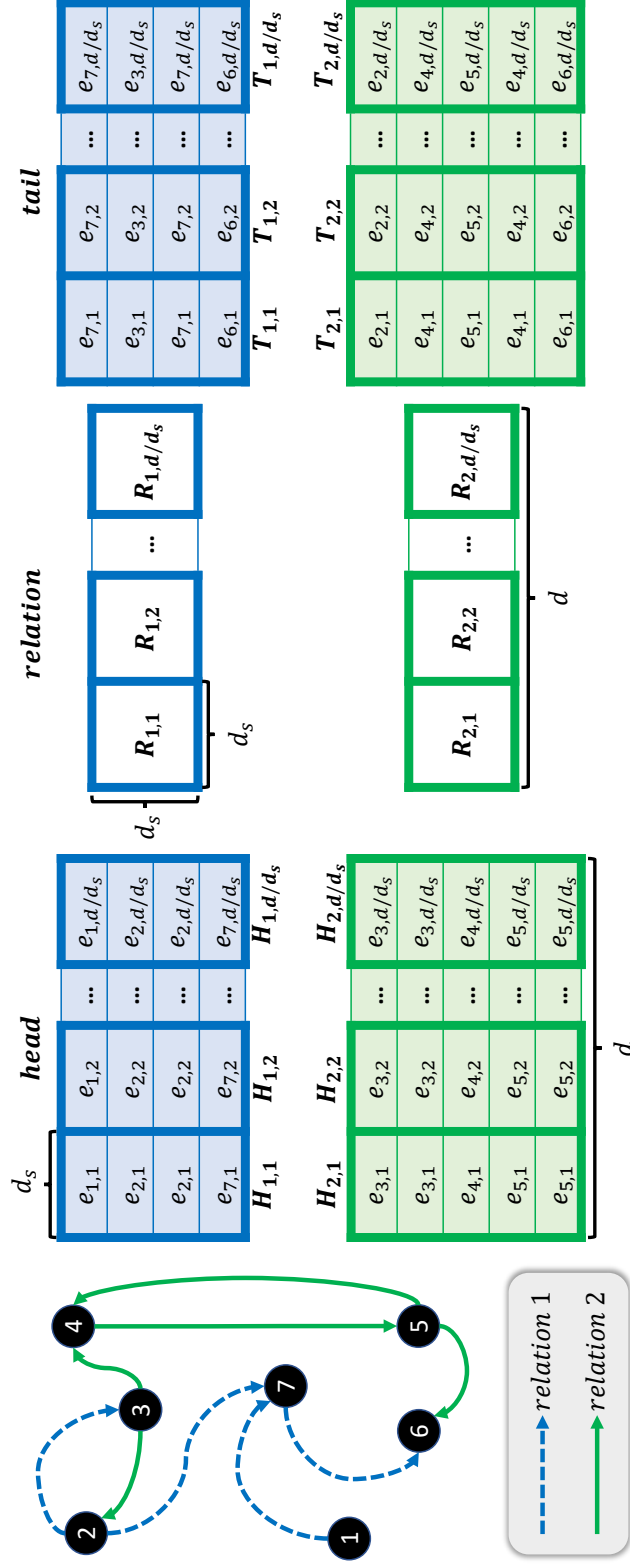 2
3
4
1
7
6
5
relation 1
relation 2
head
d_s
e_{1,1} e_{1,2} ... e_{1,d/d_s}
e_{2,1} e_{2,2} ... e_{2,d/d_s}
e_{2,1} e_{2,2} ... e_{2,d/d_s}
e_{7,1} e_{7,2} ... e_{7,d/d_s}
H_{1,1} H_{1,2} H_{1,d/d_s}
H_{2,1} H_{2,2} H_{2,d/d_s}
e_{3,1} e_{3,2} ... e_{3,d/d_s}
e_{3,1} e_{3,2} ... e_{3,d/d_s}
e_{4,1} e_{4,2} ... e_{4,d/d_s}
e_{5,1} e_{5,2} ... e_{5,d/d_s}
e_{5,1} e_{5,2} ... e_{5,d/d_s}
d
relation
d_s
R_{1,1} R_{1,2} ... R_{1,d/d_s}
d_s
R_{2,1} R_{2,2} ... R_{2,d/d_s}
d
tail
e_{7,1} e_{7,2} ... e_{7,d/d_s}
e_{3,1} e_{3,2} ... e_{3,d/d_s}
e_{7,1} e_{7,2} ... e_{7,d/d_s}
e_{6,1} e_{6,2} ... e_{6,d/d_s}
T_{1,1} T_{1,2} T_{1,d/d_s}
T_{2,1} T_{2,2} T_{2,d/d_s}
e_{2,1} e_{2,2} ... e_{2,d/d_s}
e_{4,1} e_{4,2} ... e_{4,d/d_s}
e_{5,1} e_{5,2} ... e_{5,d/d_s}
e_{4,1} e_{4,2} ... e_{4,d/d_s}
e_{6,1} e_{6,2} ... e_{6,d/d_s}